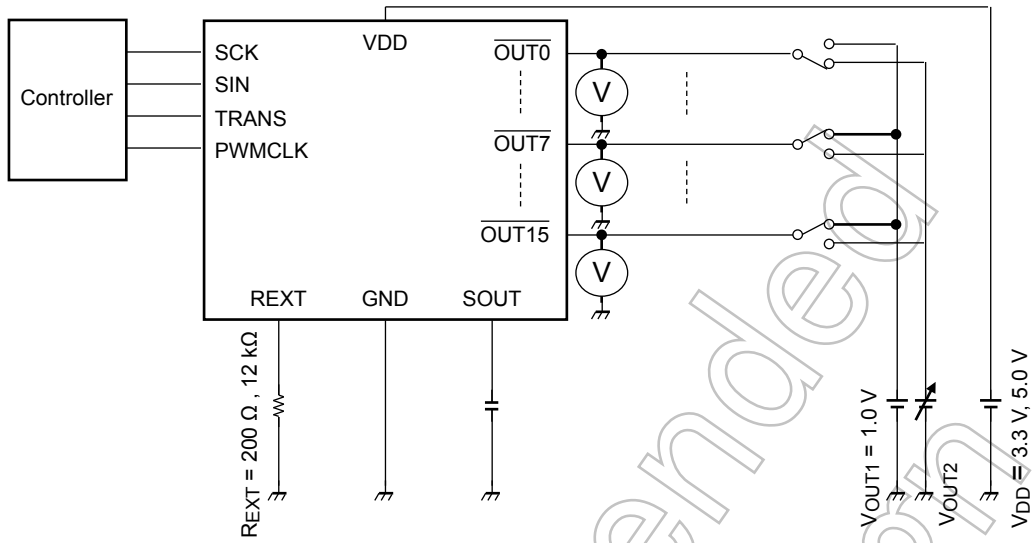 Controller
SCK
SIN
TRANS
PWMCLK
VDD
OUT0
OUT7
OUT15
V
V
V
REXT
GND
SOUT
REXT = 200 Ω , 12 kΩ
VOUT1 = 1.0 V
VOUT2
VDD = 3.3 V, 5.0 V
ended